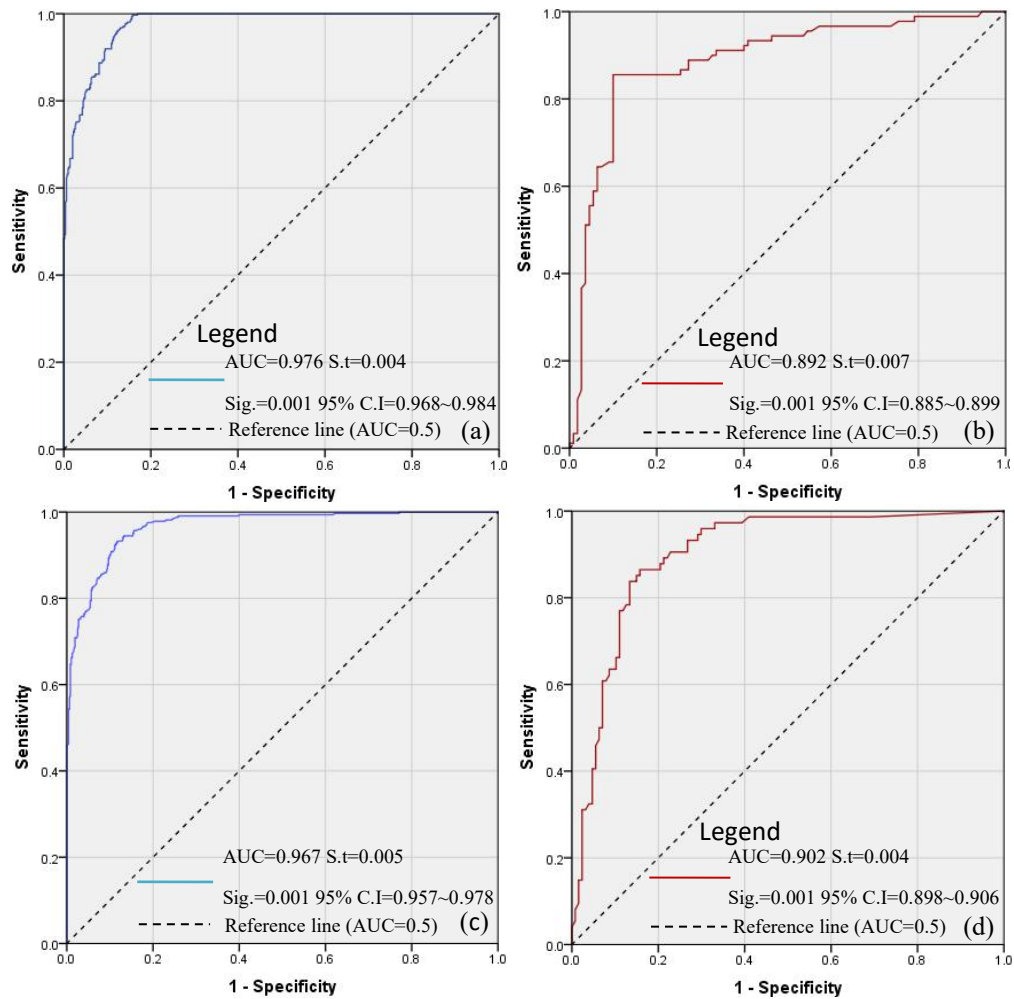 1.0
0.8
0.6
0.4
0.2
0.0
Sensitivity
Legend
AUC=0.976 S.t=0.004
Sig.=0.001 95% C.I=0.968~0.984
Reference line (AUC=0.5)
(a)
0.0 0.2 0.4 0.6 0.8 1.0
1 - Specificity
1.0
0.8
0.6
0.4
0.2
0.0
Sensitivity
Legend
AUC=0.892 S.t=0.007
Sig.=0.001 95% C.I=0.885~0.899
Reference line (AUC=0.5)
(b)
0.0 0.2 0.4 0.6 0.8 1.0
1 - Specificity
1.0
0.8
0.6
0.4
0.2
0.0
Sensitivity
AUC=0.967 S.t=0.005
Sig.=0.001 95% C.I=0.957~0.978
Reference line (AUC=0.5)
(c)
0.0 0.2 0.4 0.6 0.8 1.0
1 - Specificity
1.0
0.8
0.6
0.4
0.2
0.0
Sensitivity
Legend
AUC=0.902 S.t=0.004
Sig.=0.001 95% C.I=0.898~0.906
Reference line (AUC=0.5)
(d)
0.0 0.2 0.4 0.6 0.8 1.0
1 - Specificity